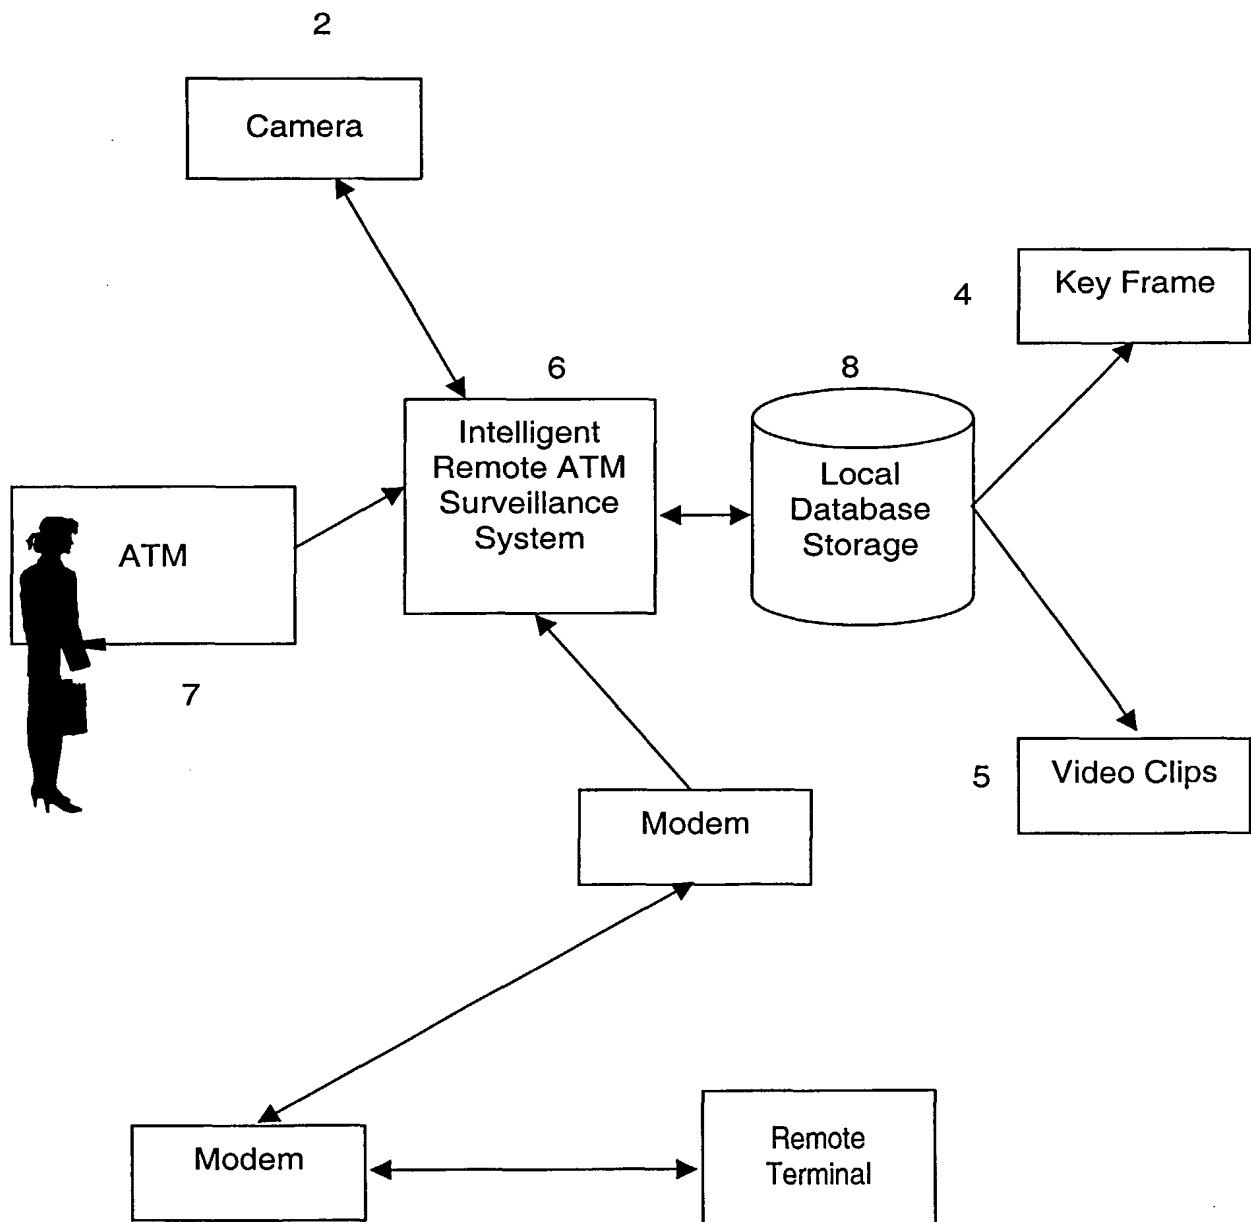 2
Camera
4
Key Frame
6
8
Intelligent
Remote ATM
Surveillance
System
Local
Database
Storage
ATM
7
5
Video Clips
Modem
Modem
Remote
Terminal